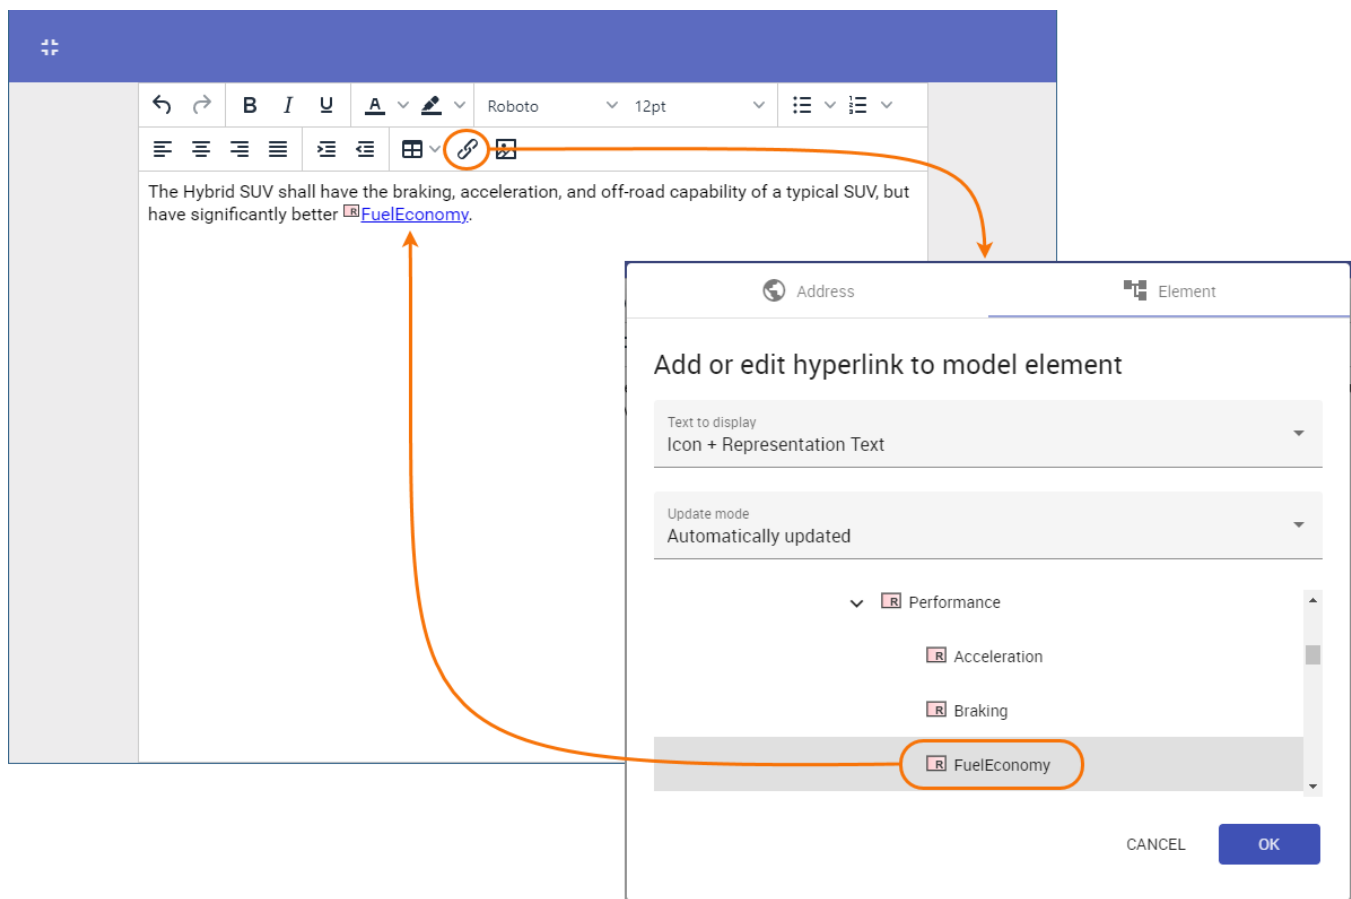 B I U A Roboto 12pt
The Hybrid SUV shall have the braking, acceleration, and off-road capability of a typical SUV, but
have significantly better R FuelEconomy.
Address Element
Add or edit hyperlink to model element
Text to display
Icon + Representation Text
Update mode
Automatically updated
R Performance
R Acceleration
R Braking
R FuelEconomy
CANCEL OK